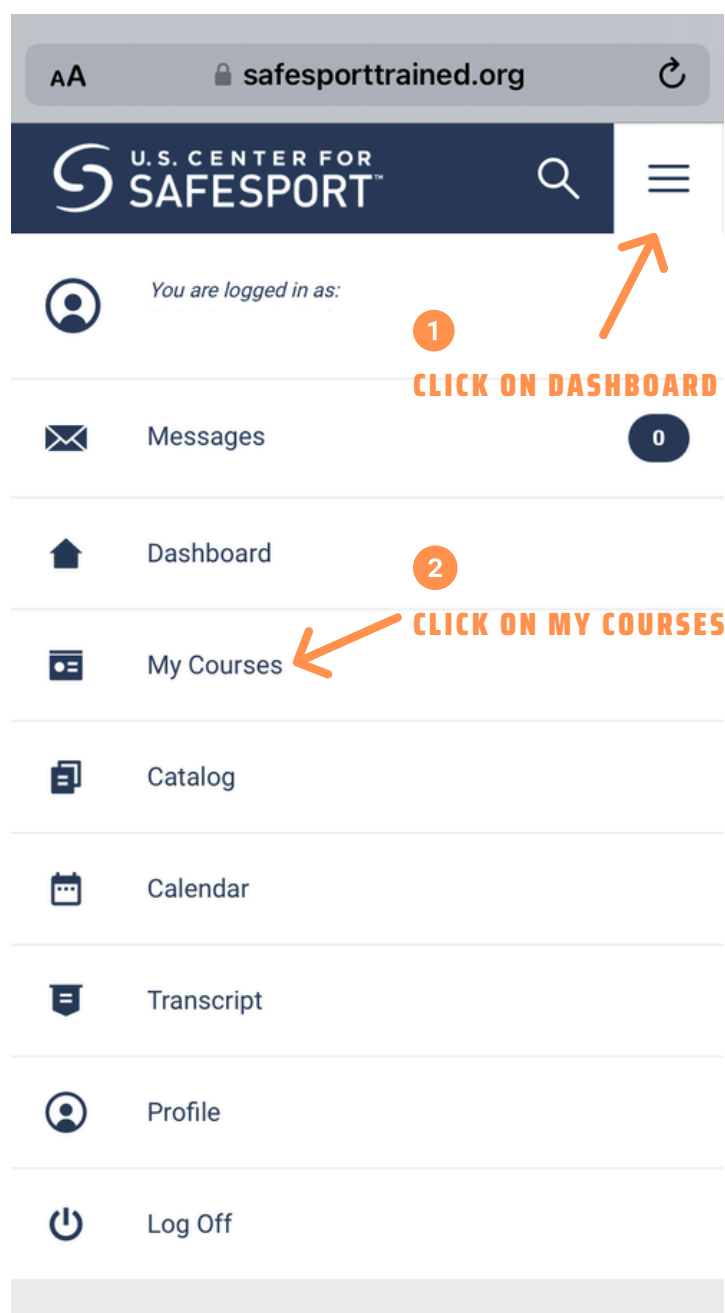 AA safesporttrained.org
U.S. CENTER FOR
SAFESPORT™
You are logged in as:
1
CLICK ON DASHBOARD
Messages 0
Dashboard
2
CLICK ON MY COURSES
My Courses
Catalog
Calendar
Transcript
Profile
Log Off